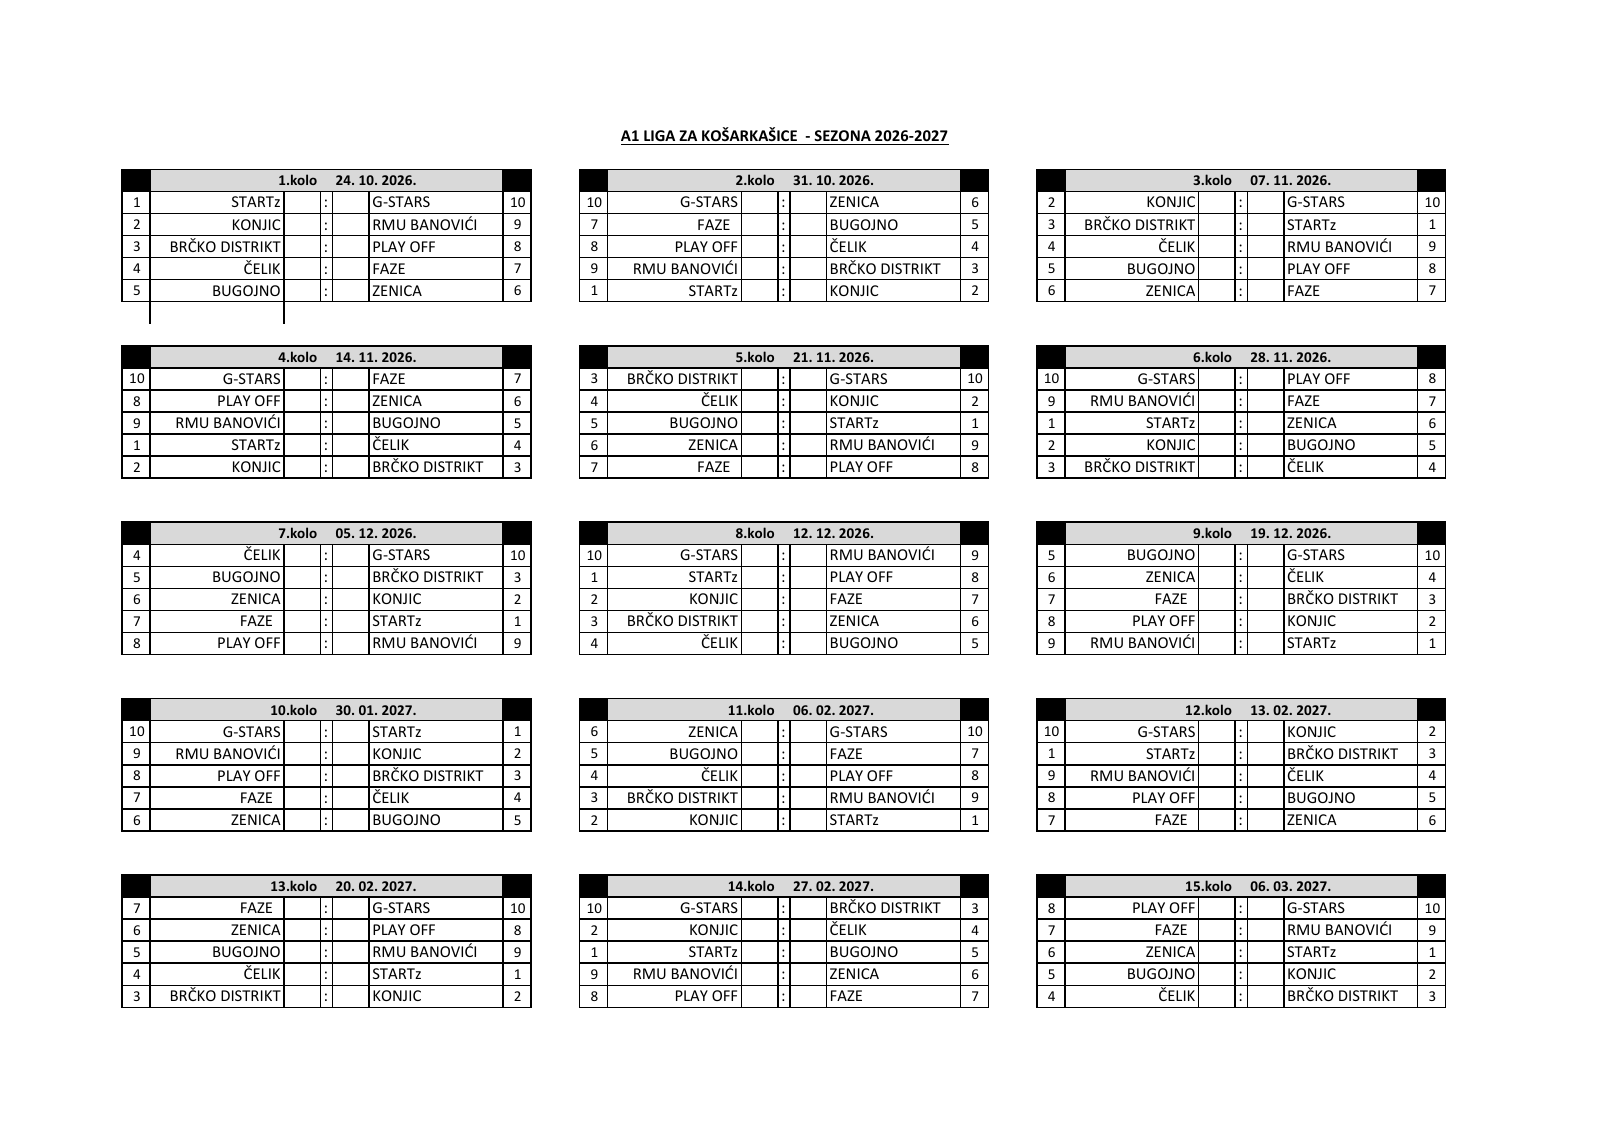 A1 LIGA ZA KOŠARKAŠICE - SEZONA 2026-2027
1.kolo 24. 10. 2026.
1 STARTz : G-STARS 10
2 KONJIC : RMU BANOVIĆI 9
3 BRČKO DISTRIKT : PLAY OFF 8
4 ČELIK : FAZE 7
5 BUGOJNO : ZENICA 6
2.kolo 31. 10. 2026.
10 G-STARS : ZENICA 6
7 FAZE : BUGOJNO 5
8 PLAY OFF : ČELIK 4
9 RMU BANOVIĆI : BRČKO DISTRIKT 3
1 STARTz : KONJIC 2
3.kolo 07. 11. 2026.
2 KONJIC : G-STARS 10
3 BRČKO DISTRIKT : STARTz 1
4 ČELIK : RMU BANOVIĆI 9
5 BUGOJNO : PLAY OFF 8
6 ZENICA : FAZE 7
4.kolo 14. 11. 2026.
10 G-STARS : FAZE 7
8 PLAY OFF : ZENICA 6
9 RMU BANOVIĆI : BUGOJNO 5
1 STARTz : ČELIK 4
2 KONJIC : BRČKO DISTRIKT 3
5.kolo 21. 11. 2026.
3 BRČKO DISTRIKT : G-STARS 10
4 ČELIK : KONJIC 2
5 BUGOJNO : STARTz 1
6 ZENICA : RMU BANOVIĆI 9
7 FAZE : PLAY OFF 8
6.kolo 28. 11. 2026.
10 G-STARS : PLAY OFF 8
9 RMU BANOVIĆI : FAZE 7
1 STARTz : ZENICA 6
2 KONJIC : BUGOJNO 5
3 BRČKO DISTRIKT : ČELIK 4
7.kolo 05. 12. 2026.
4 ČELIK : G-STARS 10
5 BUGOJNO : BRČKO DISTRIKT 3
6 ZENICA : KONJIC 2
7 FAZE : STARTz 1
8 PLAY OFF : RMU BANOVIĆI 9
8.kolo 12. 12. 2026.
10 G-STARS : RMU BANOVIĆI 9
1 STARTz : PLAY OFF 8
2 KONJIC : FAZE 7
3 BRČKO DISTRIKT : ZENICA 6
4 ČELIK : BUGOJNO 5
9.kolo 19. 12. 2026.
5 BUGOJNO : G-STARS 10
6 ZENICA : ČELIK 4
7 FAZE : BRČKO DISTRIKT 3
8 PLAY OFF : KONJIC 2
9 RMU BANOVIĆI : STARTz 1
10.kolo 30. 01. 2027.
10 G-STARS : STARTz 1
9 RMU BANOVIĆI : KONJIC 2
8 PLAY OFF : BRČKO DISTRIKT 3
7 FAZE : ČELIK 4
6 ZENICA : BUGOJNO 5
11.kolo 06. 02. 2027.
6 ZENICA : G-STARS 10
5 BUGOJNO : FAZE 7
4 ČELIK : PLAY OFF 8
3 BRČKO DISTRIKT : RMU BANOVIĆI 9
2 KONJIC : STARTz 1
12.kolo 13. 02. 2027.
10 G-STARS : KONJIC 2
1 STARTz : BRČKO DISTRIKT 3
9 RMU BANOVIĆI : ČELIK 4
8 PLAY OFF : BUGOJNO 5
7 FAZE : ZENICA 6
13.kolo 20. 02. 2027.
7 FAZE : G-STARS 10
6 ZENICA : PLAY OFF 8
5 BUGOJNO : RMU BANOVIĆI 9
4 ČELIK : STARTz 1
3 BRČKO DISTRIKT : KONJIC 2
14.kolo 27. 02. 2027.
10 G-STARS : BRČKO DISTRIKT 3
2 KONJIC : ČELIK 4
1 STARTz : BUGOJNO 5
9 RMU BANOVIĆI : ZENICA 6
8 PLAY OFF : FAZE 7
15.kolo 06. 03. 2027.
8 PLAY OFF : G-STARS 10
7 FAZE : RMU BANOVIĆI 9
6 ZENICA : STARTz 1
5 BUGOJNO : KONJIC 2
4 ČELIK : BRČKO DISTRIKT 3